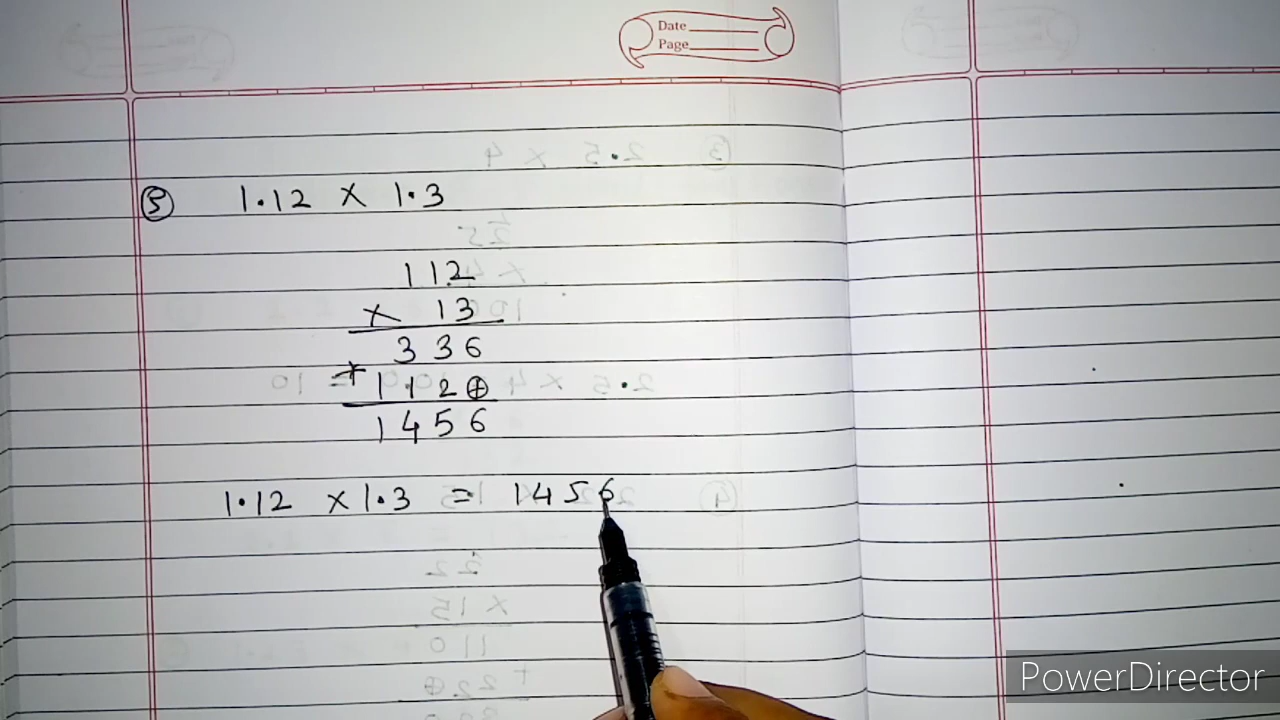 Date
Page
⑤ 1.12 × 1.3
112
× 13
336
+ 112⊕
1456
1.12 × 1.3 = 1456
PowerDirector